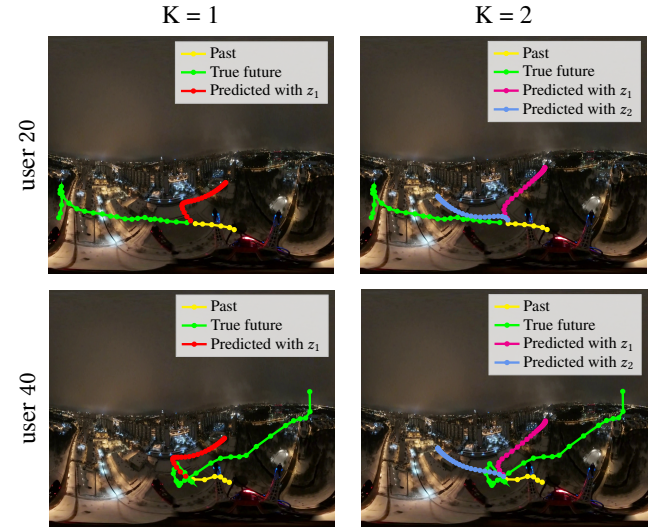 K = 1
K = 2
user 20
Past
True future
Predicted with z₁
Past
True future
Predicted with z₁
Predicted with z₂
user 40
Past
True future
Predicted with z₁
Past
True future
Predicted with z₁
Predicted with z₂